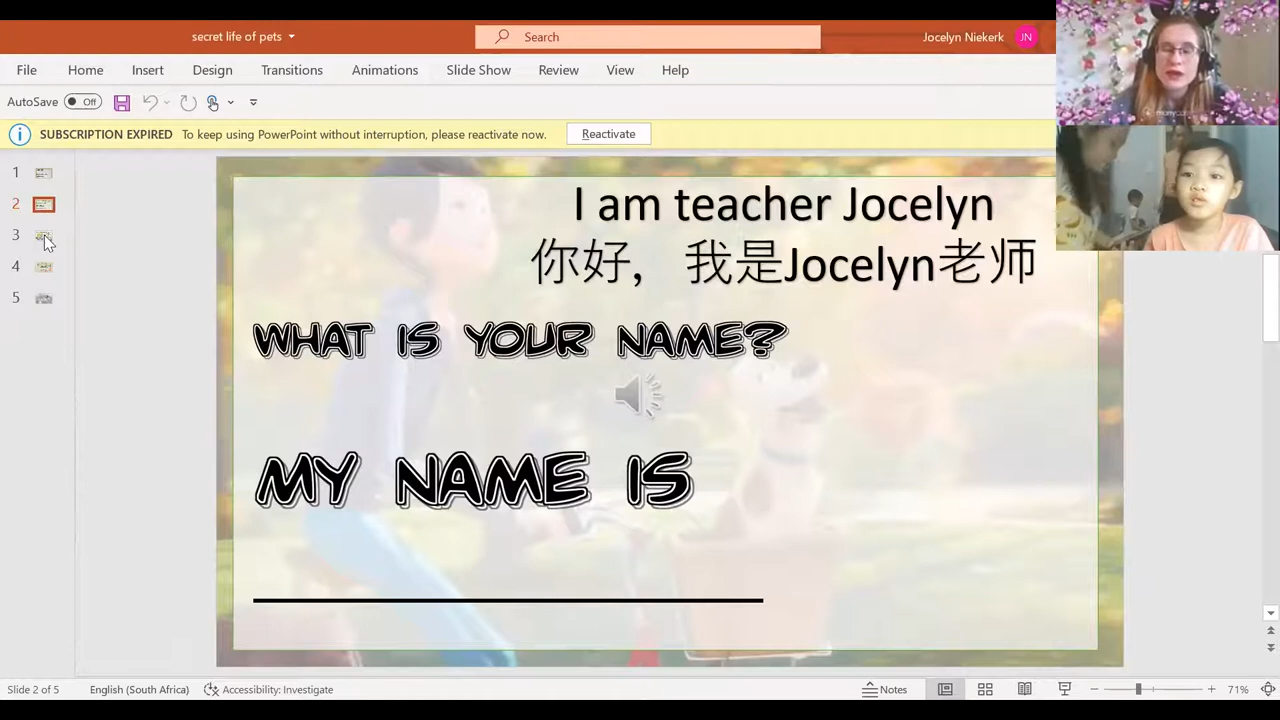 secret life of pets
Search
Jocelyn Niekerk
JN
File Home Insert Design Transitions Animations Slide Show Review View Help
AutoSave Off
SUBSCRIPTION EXPIRED To keep using PowerPoint without interruption, please reactivate now. Reactivate
1
2
3
4
5
I am teacher Jocelyn
你好, 我是Jocelyn老师
WHAT IS YOUR NAME?
MY NAME IS
Slide 2 of 5 English (South Africa) Accessibility: Investigate Notes 71%